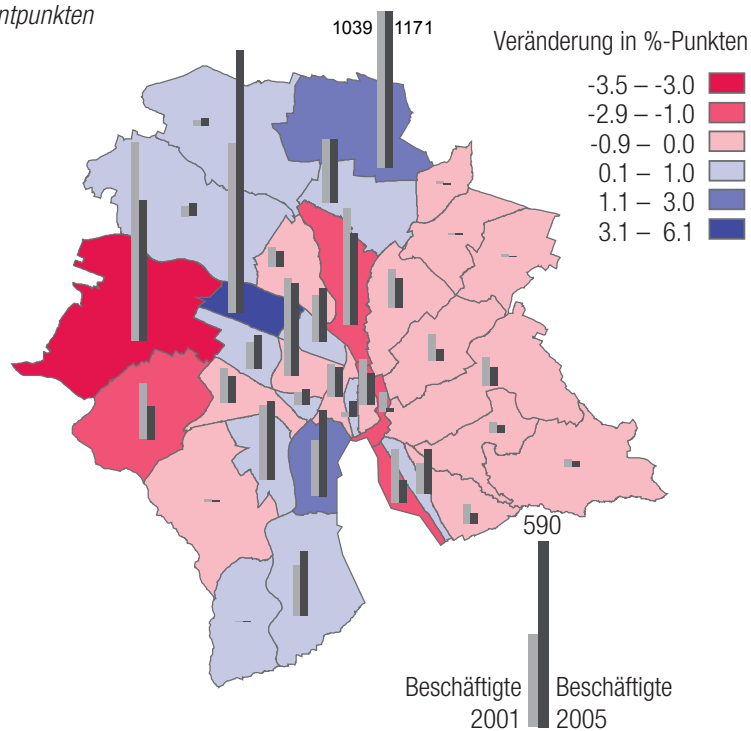 ntpunkten
1039 1171
Veränderung in %-Punkten
-3.5 – -3.0
-2.9 – -1.0
-0.9 – 0.0
0.1 – 1.0
1.1 – 3.0
3.1 – 6.1
590
Beschäftigte Beschäftigte
2001 2005